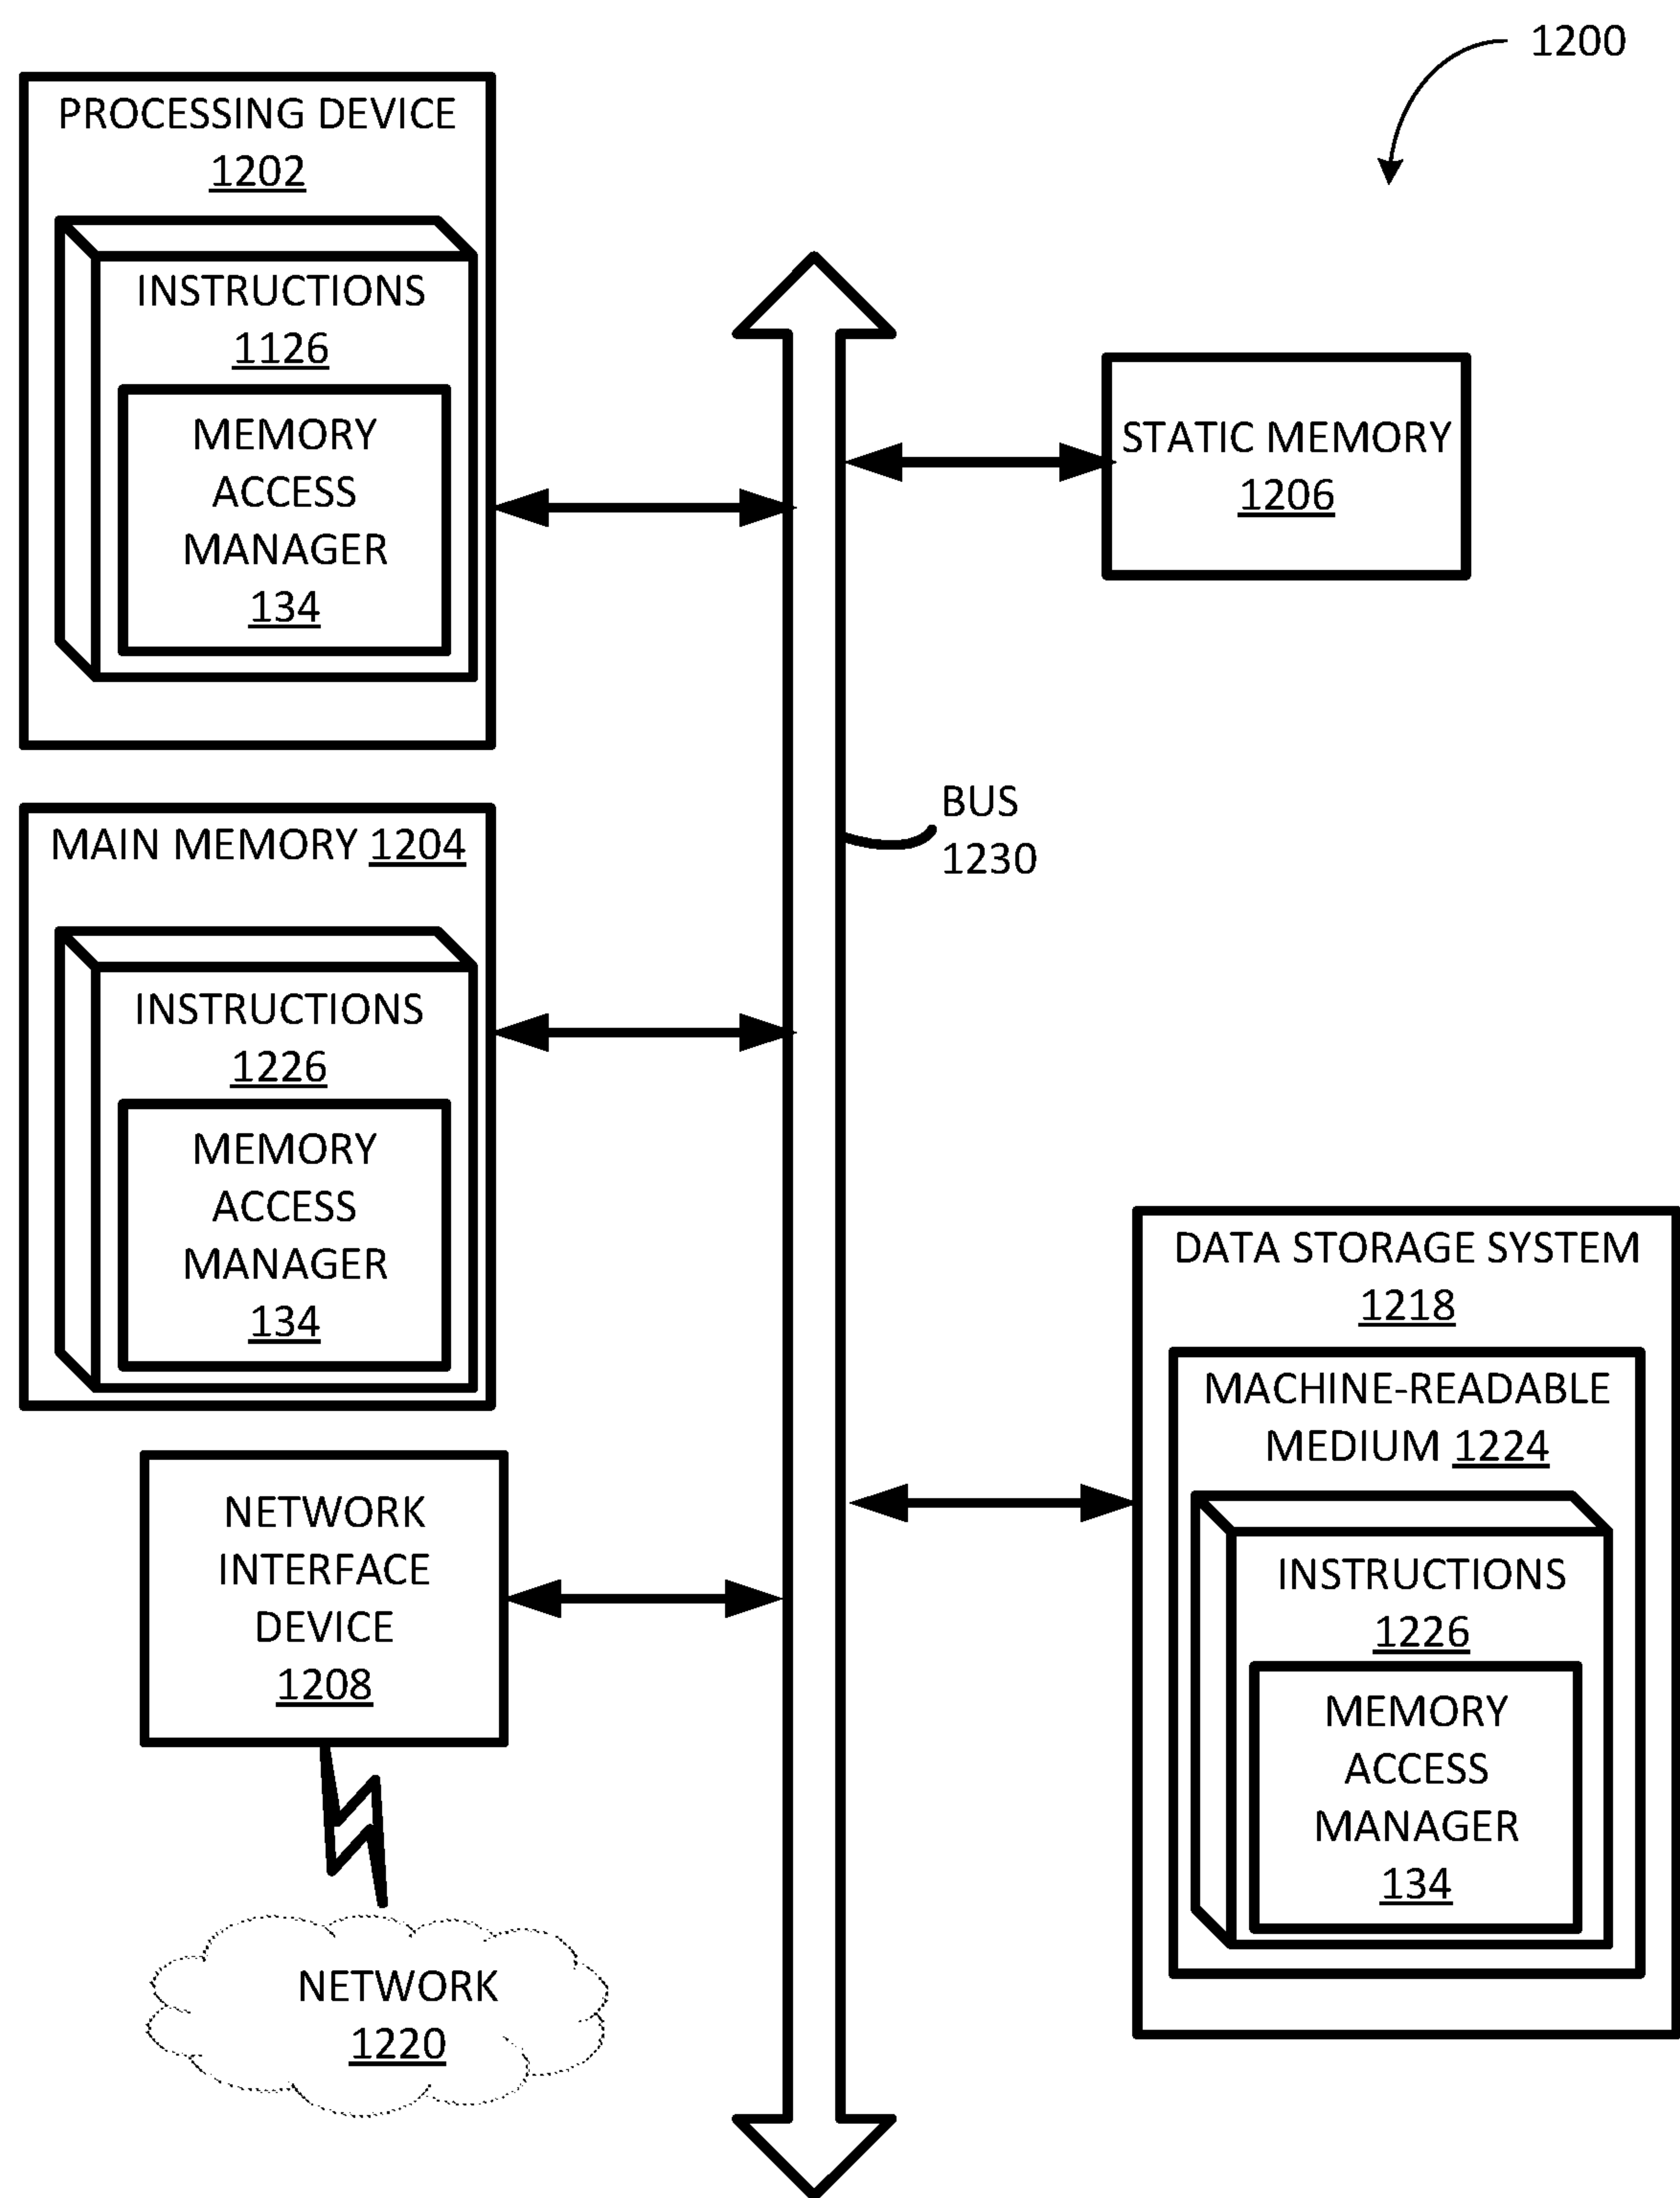 1200
PROCESSING DEVICE
1202
INSTRUCTIONS
1126
MEMORY
ACCESS
MANAGER
134
STATIC MEMORY
1206
BUS
1230
MAIN MEMORY 1204
INSTRUCTIONS
1226
MEMORY
ACCESS
MANAGER
134
DATA STORAGE SYSTEM
1218
MACHINE-READABLE
MEDIUM 1224
INSTRUCTIONS
1226
MEMORY
ACCESS
MANAGER
134
NETWORK
INTERFACE
DEVICE
1208
NETWORK
1220